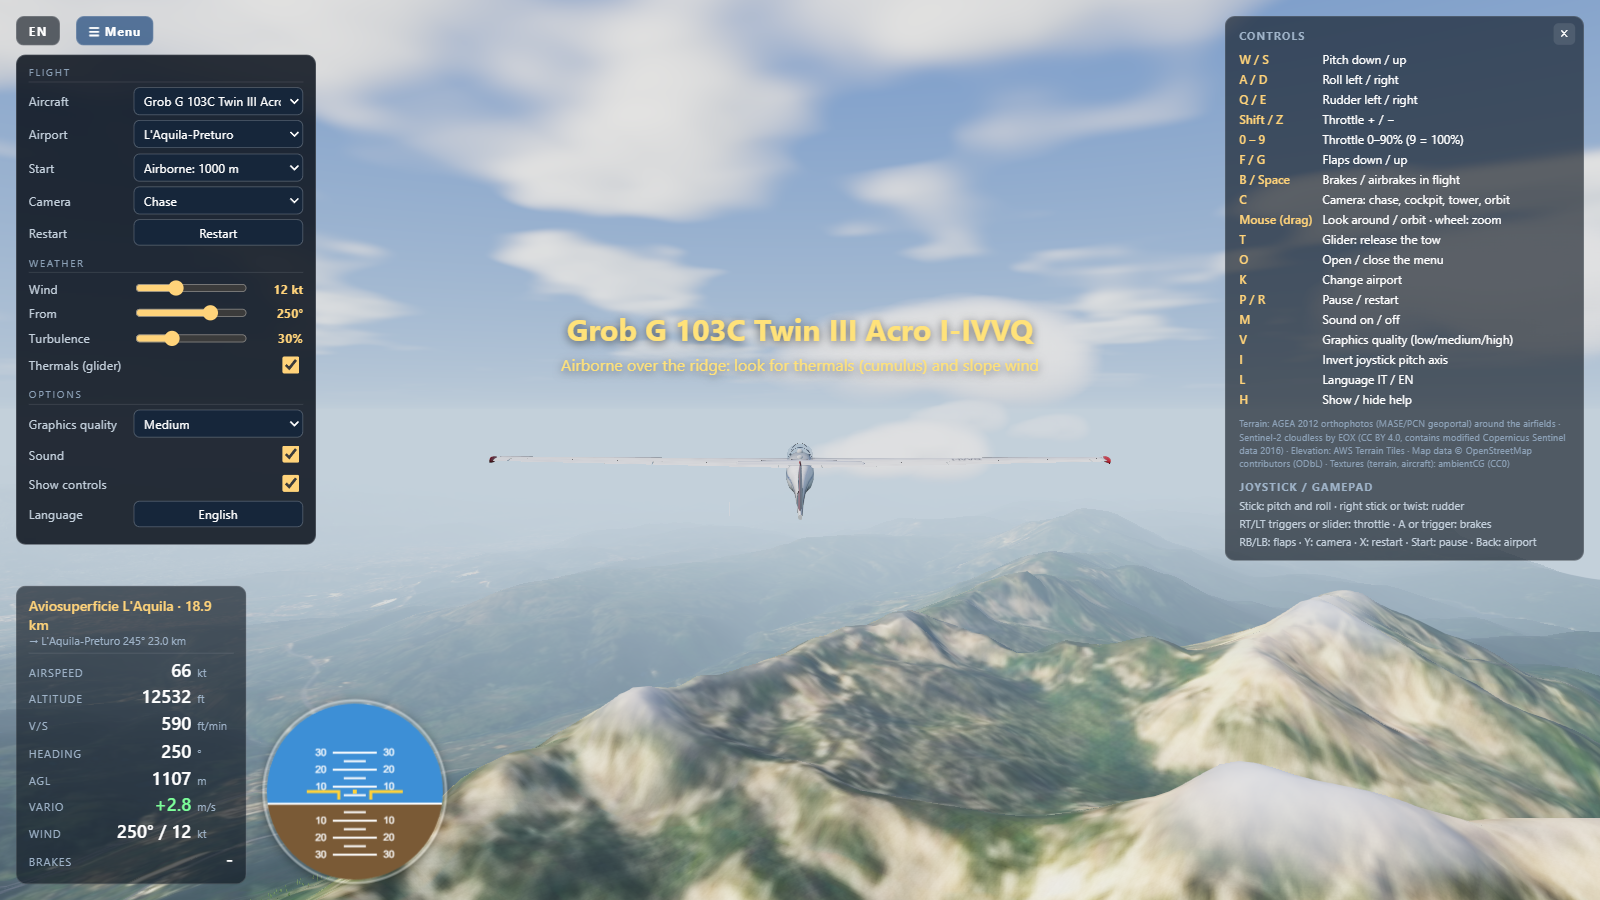 EN
☰ Menu
FLIGHT
Aircraft
Grob G 103C Twin III Acro
Airport
L'Aquila-Preturo
Start
Airborne: 1000 m
Camera
Chase
Restart
Restart
WEATHER
Wind
12 kt
From
250°
Turbulence
30%
Thermals (glider)
OPTIONS
Graphics quality
Medium
Sound
Show controls
Language
English
Grob G 103C Twin III Acro I-IVVQ
Airborne over the ridge: look for thermals (cumulus) and slope wind
CONTROLS
×
W / S Pitch down / up
A / D Roll left / right
Q / E Rudder left / right
Shift / Z Throttle + / −
0 – 9 Throttle 0–90% (9 = 100%)
F / G Flaps down / up
B / Space Brakes / airbrakes in flight
C Camera: chase, cockpit, tower, orbit
Mouse (drag) Look around / orbit · wheel: zoom
T Glider: release the tow
O Open / close the menu
K Change airport
P / R Pause / restart
M Sound on / off
V Graphics quality (low/medium/high)
I Invert joystick pitch axis
L Language IT / EN
H Show / hide help
Terrain: AGEA 2012 orthophotos (MASE/PCN geoportal) around the airfields ·
Sentinel-2 cloudless by EOX (CC BY 4.0, contains modified Copernicus Sentinel
data 2016) · Elevation: AWS Terrain Tiles · Map data © OpenStreetMap
contributors (ODbL) · Textures (terrain, aircraft): ambientCG (CC0)
JOYSTICK / GAMEPAD
Stick: pitch and roll · right stick or twist: rudder
RT/LT triggers or slider: throttle · A or trigger: brakes
RB/LB: flaps · Y: camera · X: restart · Start: pause · Back: airport
Aviosuperficie L'Aquila · 18.9
km
→ L'Aquila-Preturo 245° 23.0 km
AIRSPEED 66 kt
ALTITUDE 12532 ft
V/S 590 ft/min
HEADING 250 °
AGL 1107 m
VARIO +2.8 m/s
WIND 250° / 12 kt
BRAKES -
30 30
20 20
10 10
10 10
20 20
30 30